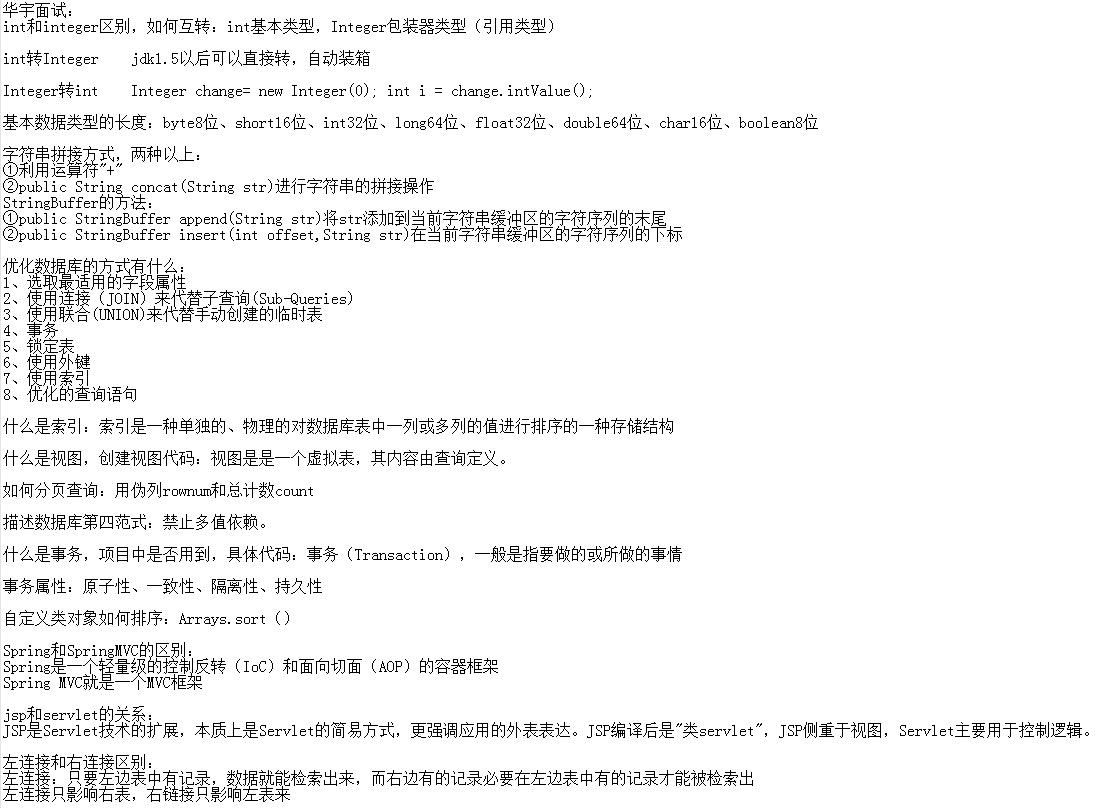 华宇面试:
int和integer区别，如何互转：int基本类型，Integer包装器类型（引用类型）
int转Integer    jdk1.5以后可以直接转，自动装箱
Integer转int    Integer change= new Integer(0); int i = change.intValue();
基本数据类型的长度：byte8位、short16位、int32位、long64位、float32位、double64位、char16位、boolean8位
字符串拼接方式，两种以上：
①利用运算符"+"
②public String concat(String str)进行字符串的拼接操作
StringBuffer的方法：
①public StringBuffer append(String str)将str添加到当前字符串缓冲区的字符序列的末尾
②public StringBuffer insert(int offset,String str)在当前字符串缓冲区的字符序列的下标
优化数据库的方式有什么：
1、选取最适用的字段属性
2、使用连接（JOIN）来代替子查询(Sub-Queries)
3、使用联合(UNION)来代替手动创建的临时表
4、事务
5、锁定表
6、使用外键
7、使用索引
8、优化的查询语句
什么是索引：索引是一种单独的、物理的对数据库表中一列或多列的值进行排序的一种存储结构
什么是视图，创建视图代码：视图是是一个虚拟表，其内容由查询定义。
如何分页查询：用伪列rownum和总计数count
描述数据库第四范式：禁止多值依赖。
什么是事务，项目中是否用到，具体代码：事务（Transaction），一般是指要做的或所做的事情
事务属性：原子性、一致性、隔离性、持久性
自定义类对象如何排序：Arrays.sort（）
Spring和SpringMVC的区别：
Spring是一个轻量级的控制反转（IoC）和面向切面（AOP）的容器框架
Spring MVC就是一个MVC框架
jsp和servlet的关系：
JSP是Servlet技术的扩展，本质上是Servlet的简易方式，更强调应用的外表表达。JSP编译后是"类servlet"，JSP侧重于视图，Servlet主要用于控制逻辑。
左连接和右连接区别：
左连接：只要左边表中有记录，数据就能检索出来，而右边有的记录必要在左边表中有的记录才能被检索出
左连接只影响右表，右链接只影响左表来